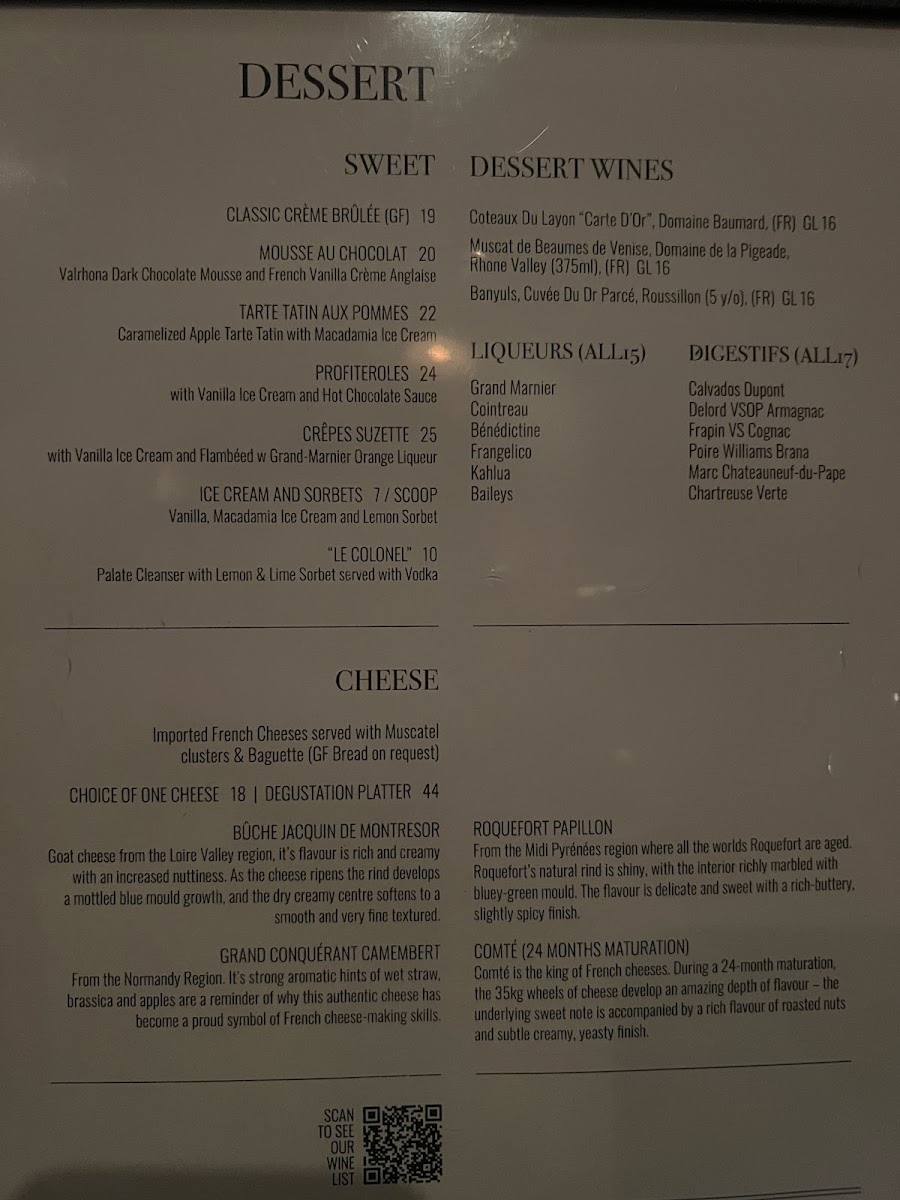 DESSERT
SWEET
CLASSIC CRÈME BRÛLÉE (GF) 19
MOUSSE AU CHOCOLAT 20
Valrhona Dark Chocolate Mousse and French Vanilla Crème Anglaise
TARTE TATIN AUX POMMES 22
Caramelized Apple Tarte Tatin with Macadamia Ice Cream
PROFITEROLES 24
with Vanilla Ice Cream and Hot Chocolate Sauce
CRÊPES SUZETTE 25
with Vanilla Ice Cream and Flambéed w Grand-Marnier Orange Liqueur
ICE CREAM AND SORBETS 7 / SCOOP
Vanilla, Macadamia Ice Cream and Lemon Sorbet
"LE COLONEL" 10
Palate Cleanser with Lemon & Lime Sorbet served with Vodka
DESSERT WINES
Coteaux Du Layon "Carte D'Or", Domaine Baumard, (FR) GL 16
Muscat de Beaumes de Venise, Domaine de la Pigeade,
Rhone Valley (375ml), (FR) GL 16
Banyuls, Cuvée Du Dr Parcé, Roussillon (5 y/o), (FR) GL 16
LIQUEURS (ALL15)
Grand Marnier
Cointreau
Bénédictine
Frangelico
Kahlua
Baileys
DIGESTIFS (ALL17)
Calvados Dupont
Delord VSOP Armagnac
Frapin VS Cognac
Poire Williams Brana
Marc Chateauneuf-du-Pape
Chartreuse Verte
CHEESE
Imported French Cheeses served with Muscatel
clusters & Baguette (GF Bread on request)
CHOICE OF ONE CHEESE 18 | DEGUSTATION PLATTER 44
BÛCHE JACQUIN DE MONTRESOR
Goat cheese from the Loire Valley region, it's flavour is rich and creamy
with an increased nuttiness. As the cheese ripens the rind develops
a mottled blue mould growth, and the dry creamy centre softens to a
smooth and very fine textured.
GRAND CONQUÉRANT CAMEMBERT
From the Normandy Region. It's strong aromatic hints of wet straw,
brassica and apples are a reminder of why this authentic cheese has
become a proud symbol of French cheese-making skills.
ROQUEFORT PAPILLON
From the Midi Pyrénées region where all the worlds Roquefort are aged.
Roquefort's natural rind is shiny, with the interior richly marbled with
bluey-green mould. The flavour is delicate and sweet with a rich-buttery,
slightly spicy finish.
COMTÉ (24 MONTHS MATURATION)
Comté is the king of French cheeses. During a 24-month maturation,
the 35kg wheels of cheese develop an amazing depth of flavour – the
underlying sweet note is accompanied by a rich flavour of roasted nuts
and subtle creamy, yeasty finish.
SCAN
TO SEE
OUR
WINE
LIST